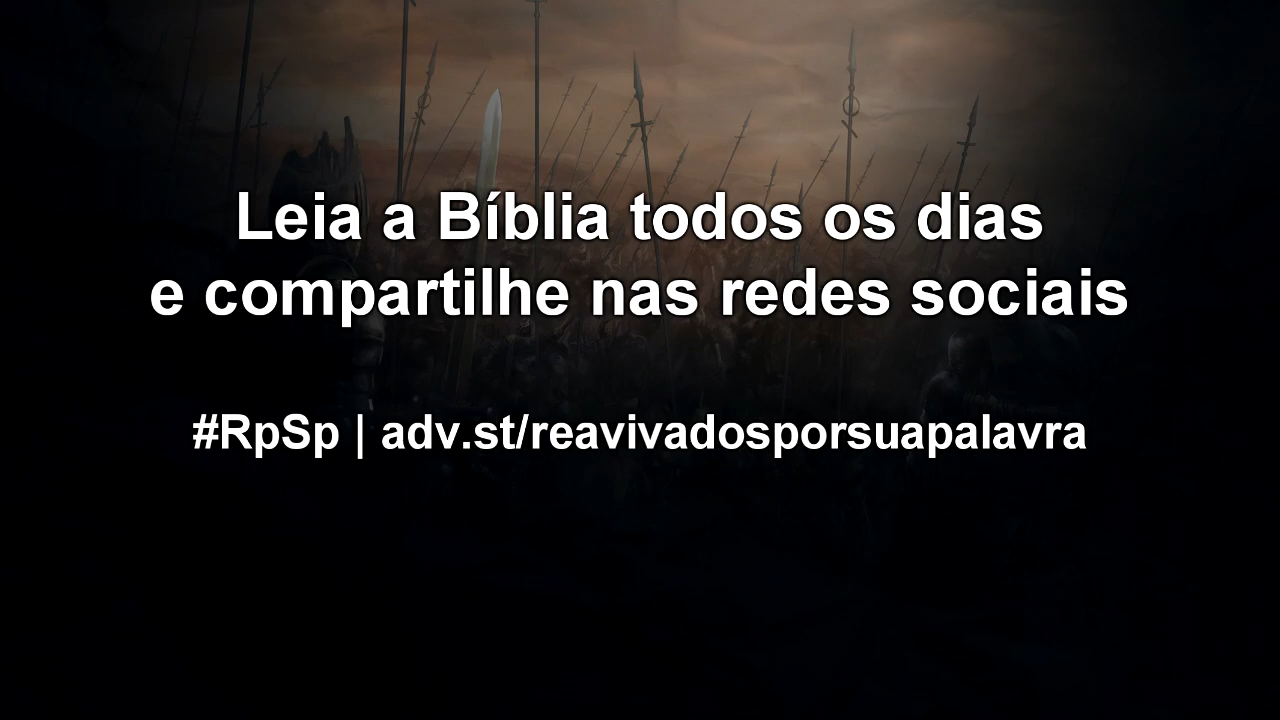 Leia a Bíblia todos os dias
e compartilhe nas redes sociais
#RpSp | adv.st/reavivadosporsuapalavra